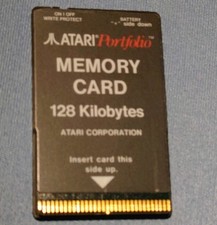 ON | OFF
WRITE PROTECT
BATTERY
"+" side down
ATARI Portfolio™
MEMORY
CARD
128 Kilobytes
ATARI CORPORATION
Insert card this
side up.